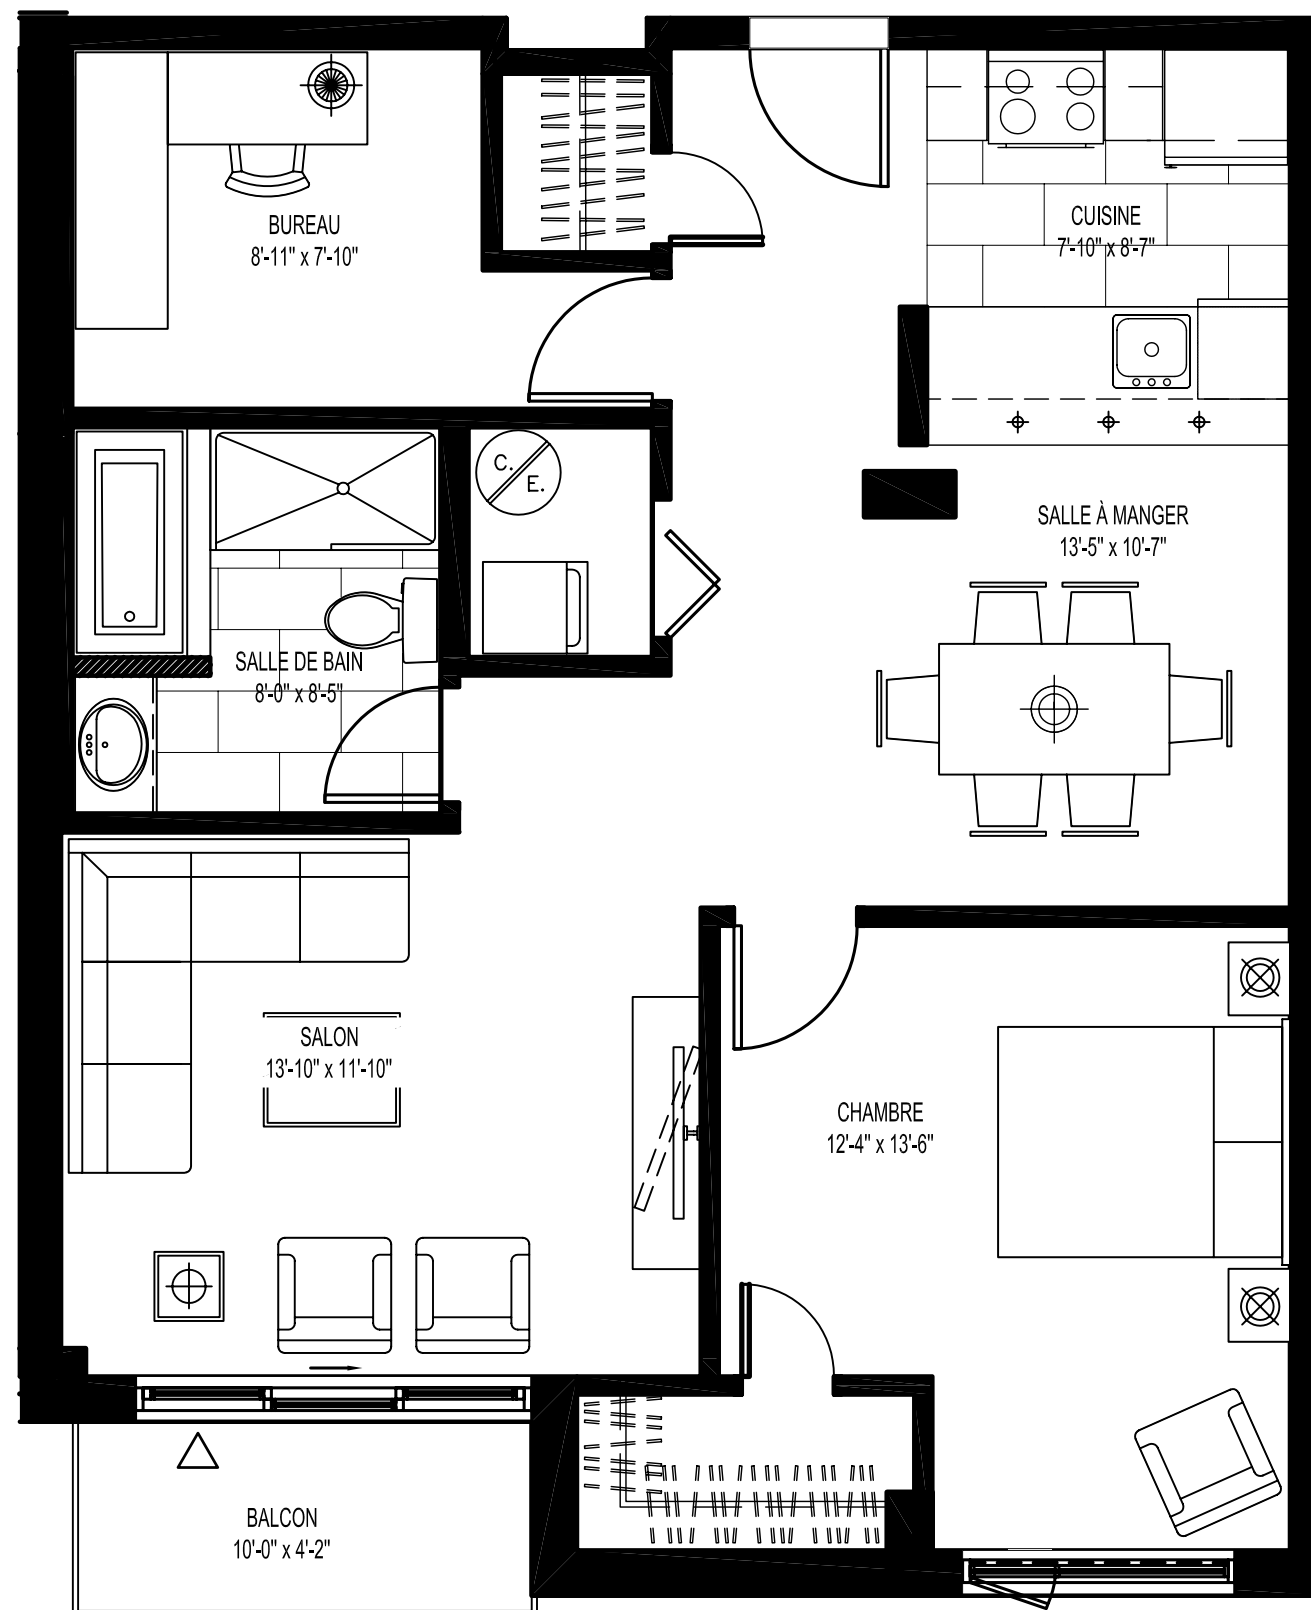 BUREAU
8'-11" x 7'-10"
CUISINE
7'-10" x 8'-7"
C.
E.
SALLE À MANGER
13'-5" x 10'-7"
SALLE DE BAIN
8'-0" x 8'-5"
SALON
13'-10" x 11'-10"
CHAMBRE
12'-4" x 13'-6"
BALCON
10'-0" x 4'-2"